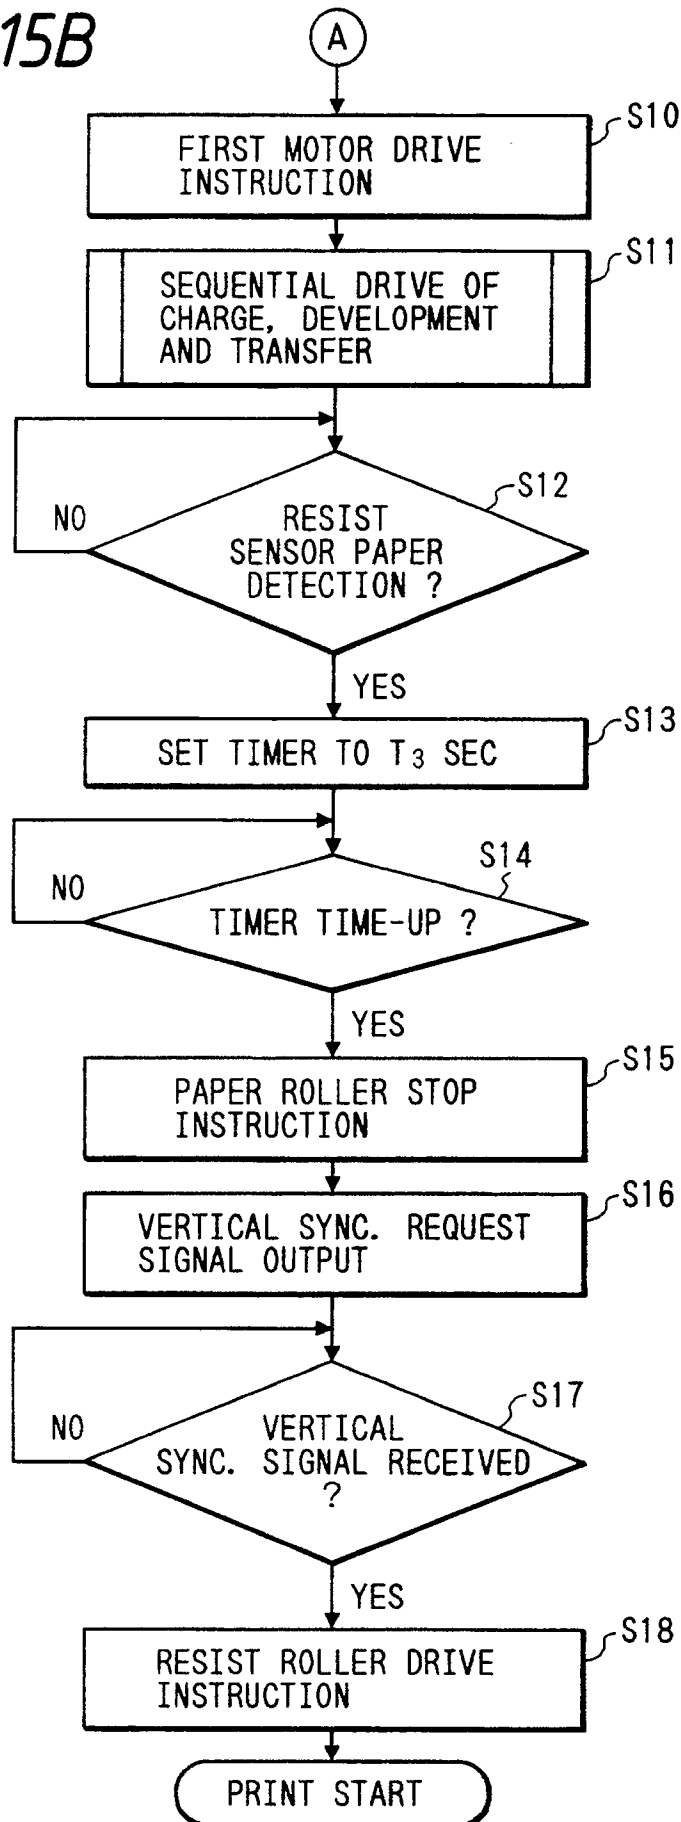 15B
A
S10
FIRST MOTOR DRIVE
INSTRUCTION
S11
SEQUENTIAL DRIVE OF
CHARGE, DEVELOPMENT
AND TRANSFER
S12
NO
RESIST
SENSOR PAPER
DETECTION ?
YES
S13
SET TIMER TO T₃ SEC
S14
NO
TIMER TIME-UP ?
YES
S15
PAPER ROLLER STOP
INSTRUCTION
S16
VERTICAL SYNC. REQUEST
SIGNAL OUTPUT
S17
NO
VERTICAL
SYNC. SIGNAL RECEIVED
?
YES
S18
RESIST ROLLER DRIVE
INSTRUCTION
PRINT START